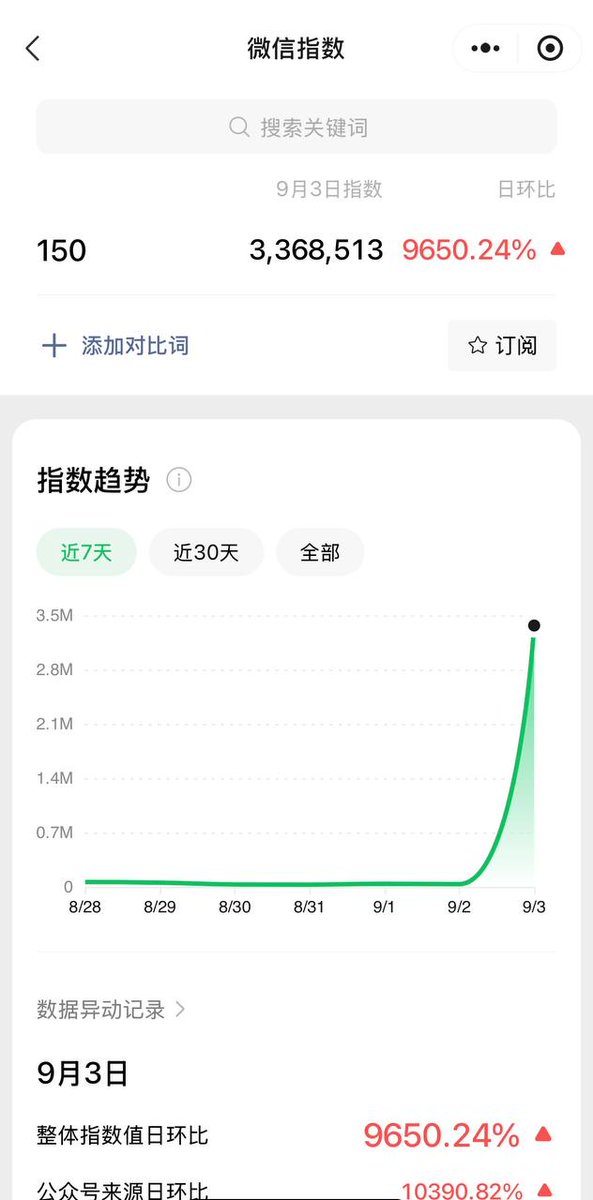 微信指数
搜索关键词
9月3日指数 日环比
150 3,368,513 9650.24%
添加对比词 订阅
指数趋势
近7天 近30天 全部
3.5M
2.8M
2.1M
1.4M
0.7M
0
8/28 8/29 8/30 8/31 9/1 9/2 9/3
数据异动记录
9月3日
整体指数值日环比 9650.24%
公众号来源日环比 10390.82%